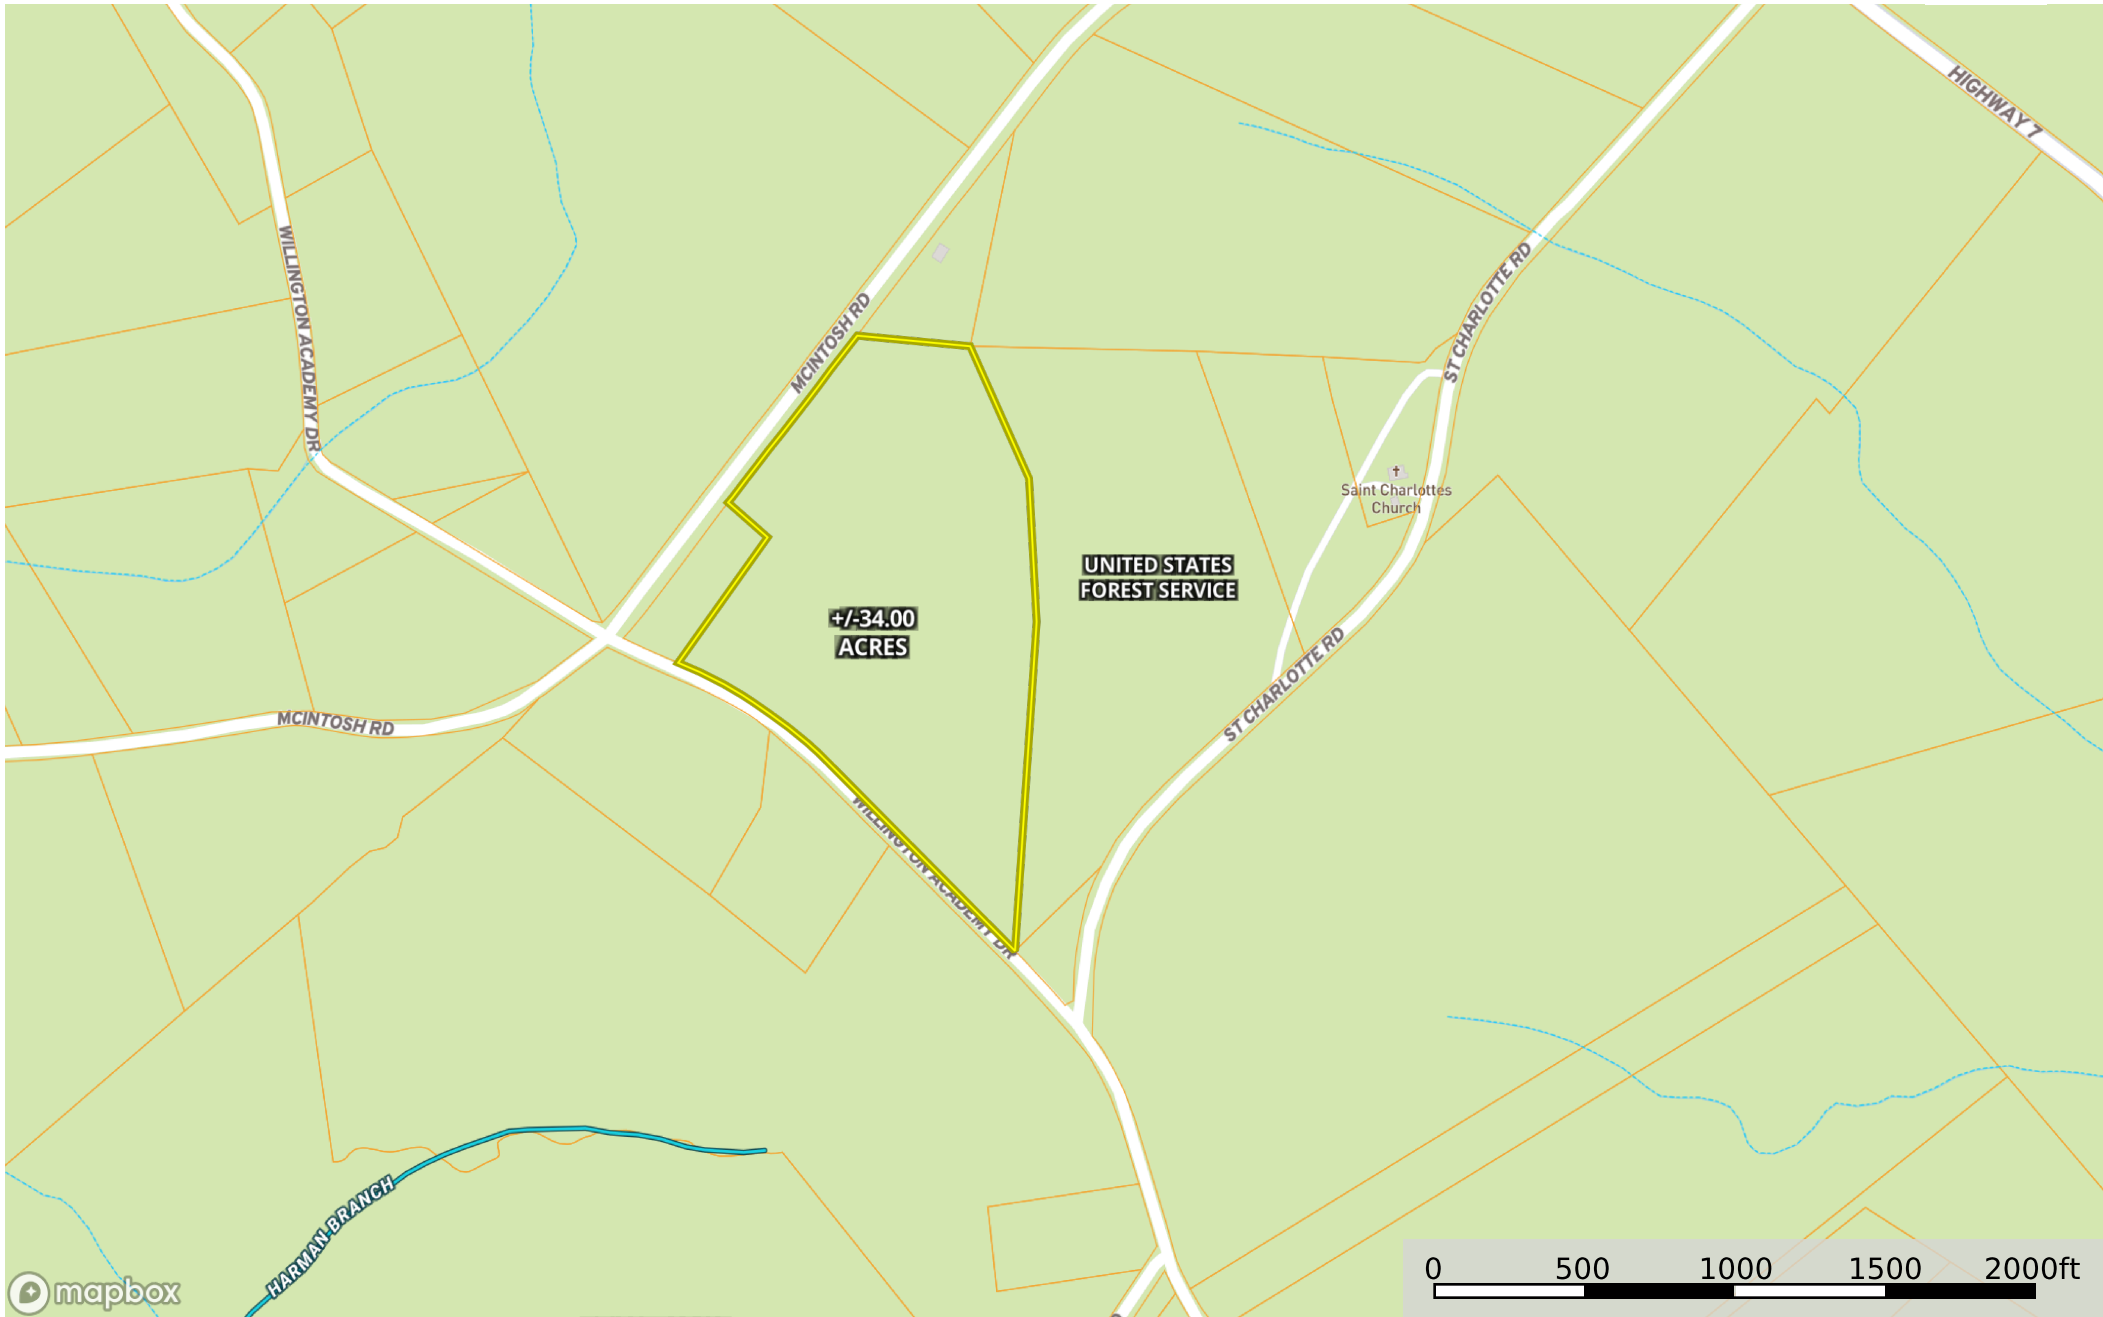 HIGHWAY 7
WILLINGTON ACADEMY DR
MCINTOSH RD
ST CHARLOTTE RD
Saint Charlottes
Church
UNITED STATES
FOREST SERVICE
+/-34.00
ACRES
ST CHARLOTTE RD
MCINTOSH RD
WILLINGTON ACADEMY DR
HARMAN BRANCH
mapbox
0 500 1000 1500 2000ft